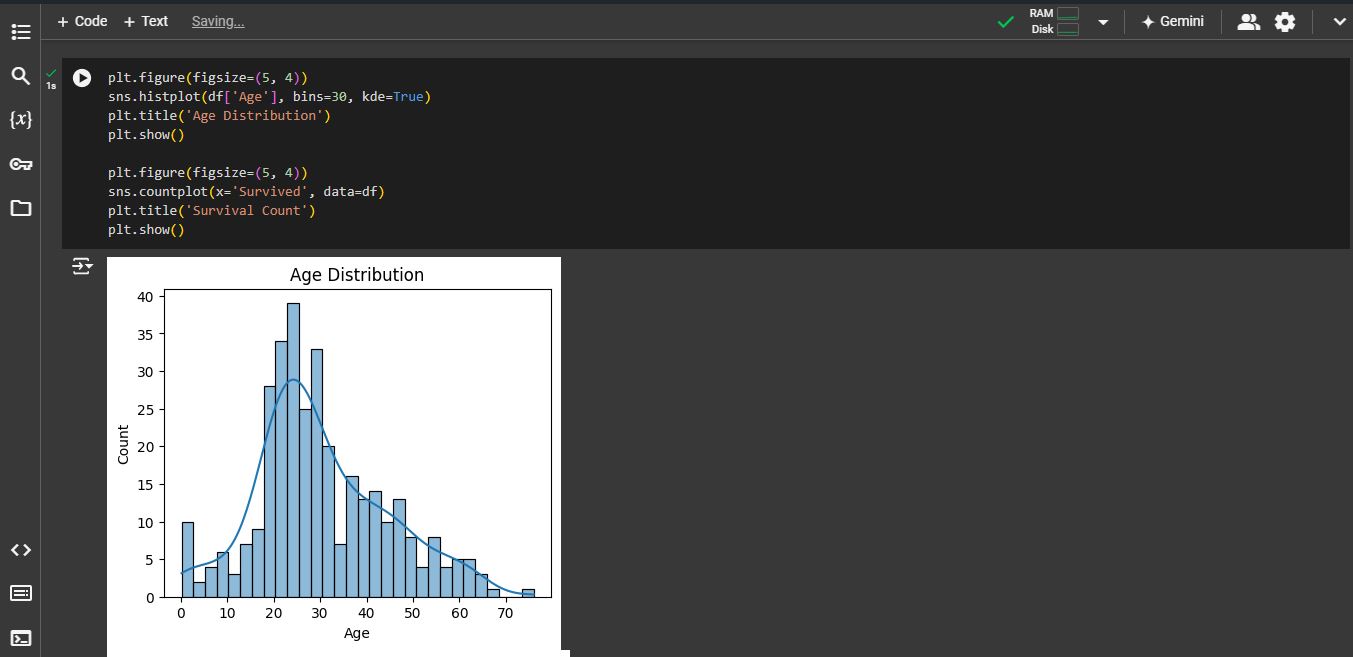 + Code + Text Saving...
RAM
Disk
Gemini
1s
{x}
plt.figure(figsize=(5, 4))
sns.histplot(df['Age'], bins=30, kde=True)
plt.title('Age Distribution')
plt.show()
plt.figure(figsize=(5, 4))
sns.countplot(x='Survived', data=df)
plt.title('Survival Count')
plt.show()
Age Distribution
40
35
30
25
20
15
10
5
0
Count
0 10 20 30 40 50 60 70
Age